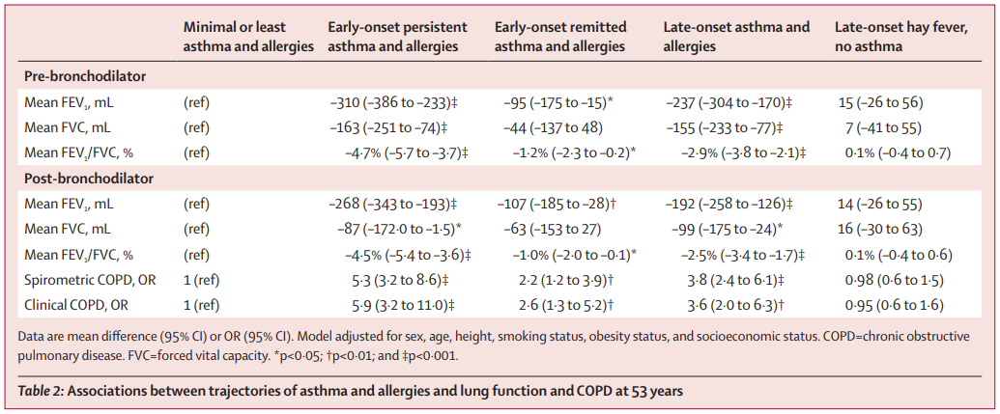 Minimal or least asthma and allergies Early-onset persistent asthma and allergies Early-onset remitted asthma and allergies Late-onset asthma and allergies Late-onset hay fever, no asthma
Pre-bronchodilator
Mean FEV₁, mL (ref) –310 (–386 to –233)‡ –95 (–175 to –15)* –237 (–304 to –170)‡ 15 (–26 to 56)
Mean FVC, mL (ref) –163 (–251 to –74)‡ –44 (–137 to 48) –155 (–233 to –77)‡ 7 (–41 to 55)
Mean FEV₁/FVC, % (ref) –4·7% (–5·7 to –3·7)‡ –1·2% (–2·3 to –0·2)* –2·9% (–3·8 to –2·1)‡ 0·1% (–0·4 to 0·7)
Post-bronchodilator
Mean FEV₁, mL (ref) –268 (–343 to –193)‡ –107 (–185 to –28)† –192 (–258 to –126)‡ 14 (–26 to 55)
Mean FVC, mL (ref) –87 (–172·0 to –1·5)* –63 (–153 to 27) –99 (–175 to –24)* 16 (–30 to 63)
Mean FEV₁/FVC, % (ref) –4·5% (–5·4 to –3·6)‡ –1·0% (–2·0 to –0·1)* –2·5% (–3·4 to –1·7)‡ 0·1% (–0·4 to 0·6)
Spirometric COPD, OR 1 (ref) 5·3 (3·2 to 8·6)‡ 2·2 (1·2 to 3·9)† 3·8 (2·4 to 6·1)‡ 0·98 (0·6 to 1·5)
Clinical COPD, OR 1 (ref) 5·9 (3·2 to 11·0)‡ 2·6 (1·3 to 5·2)† 3·6 (2·0 to 6·3)† 0·95 (0·6 to 1·6)
Data are mean difference (95% CI) or OR (95% CI). Model adjusted for sex, age, height, smoking status, obesity status, and socioeconomic status. COPD=chronic obstructive
pulmonary disease. FVC=forced vital capacity. *p<0·05; †p<0·01; and ‡p<0·001.
Table 2: Associations between trajectories of asthma and allergies and lung function and COPD at 53 years